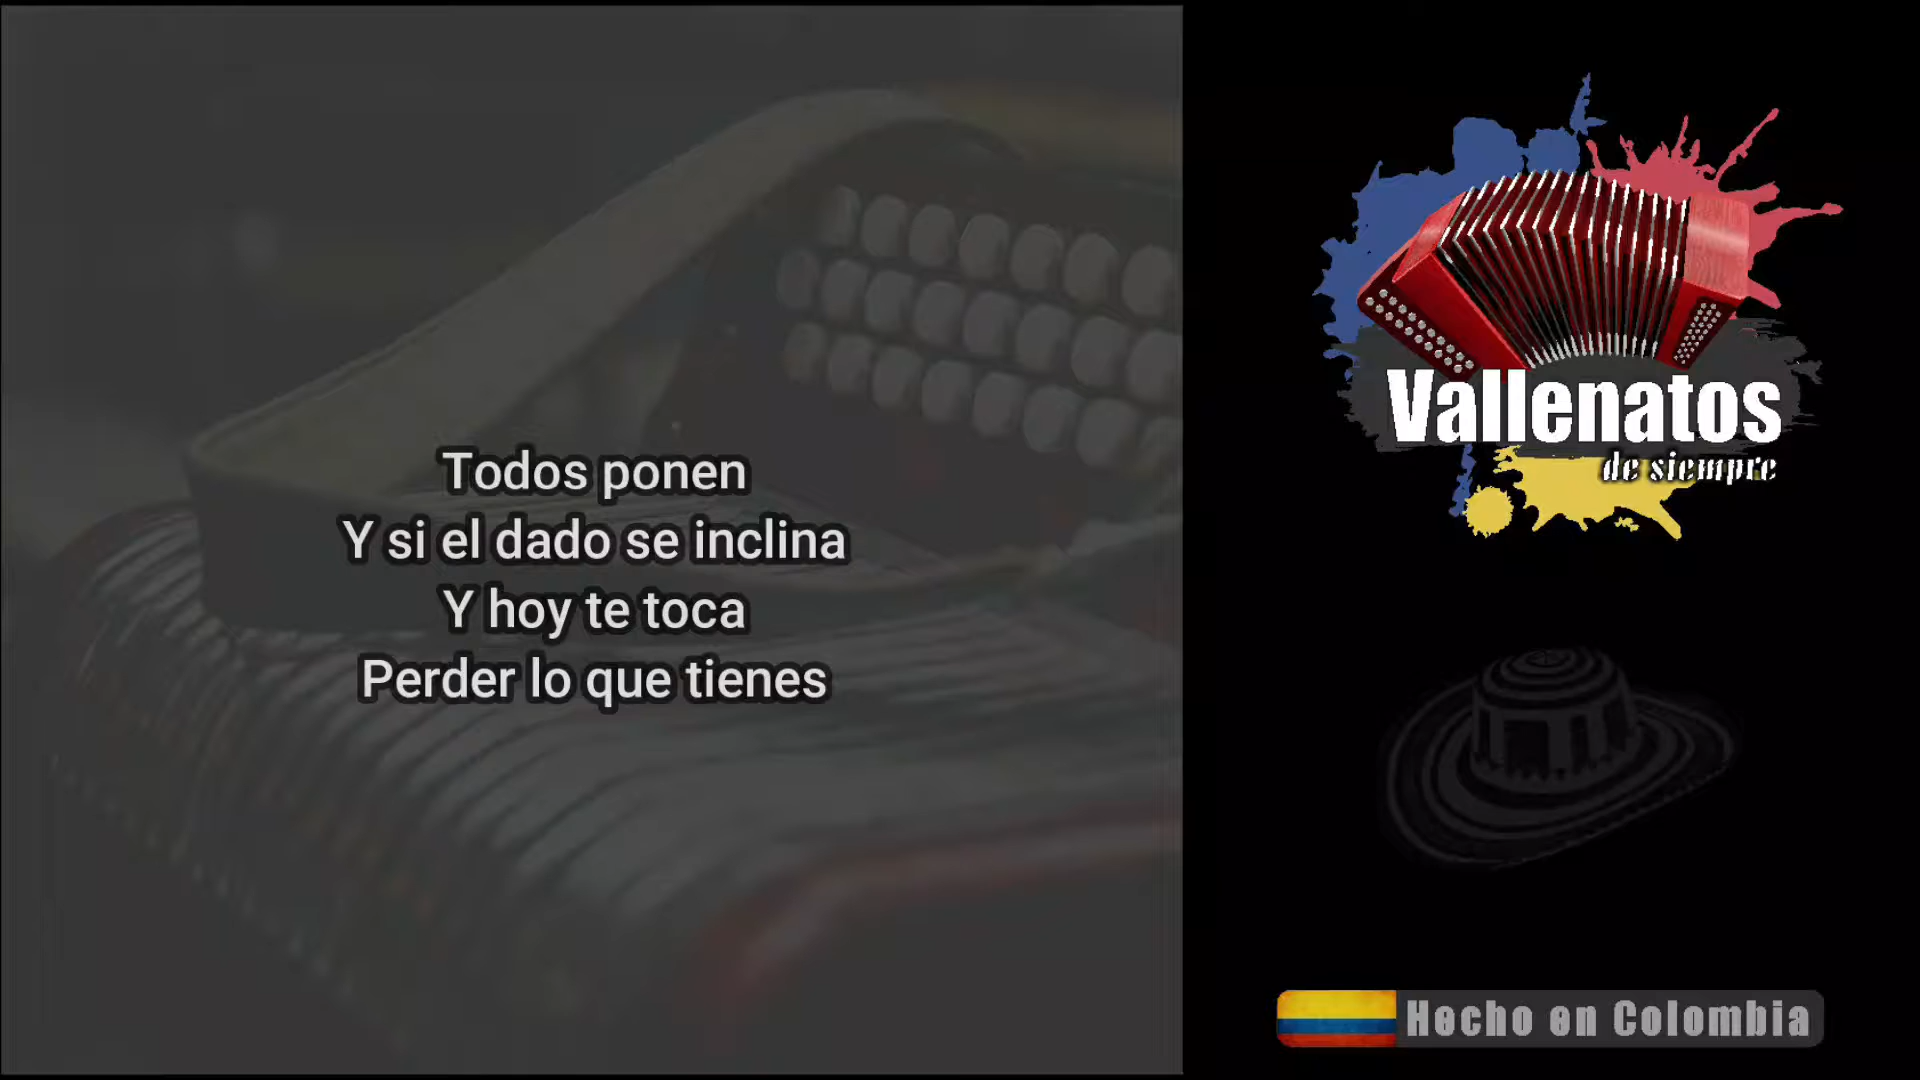 Todos ponen
Y si el dado se inclina
Y hoy te toca
Perder lo que tienes
Vallenatos
de siempre
Hecho en Colombia